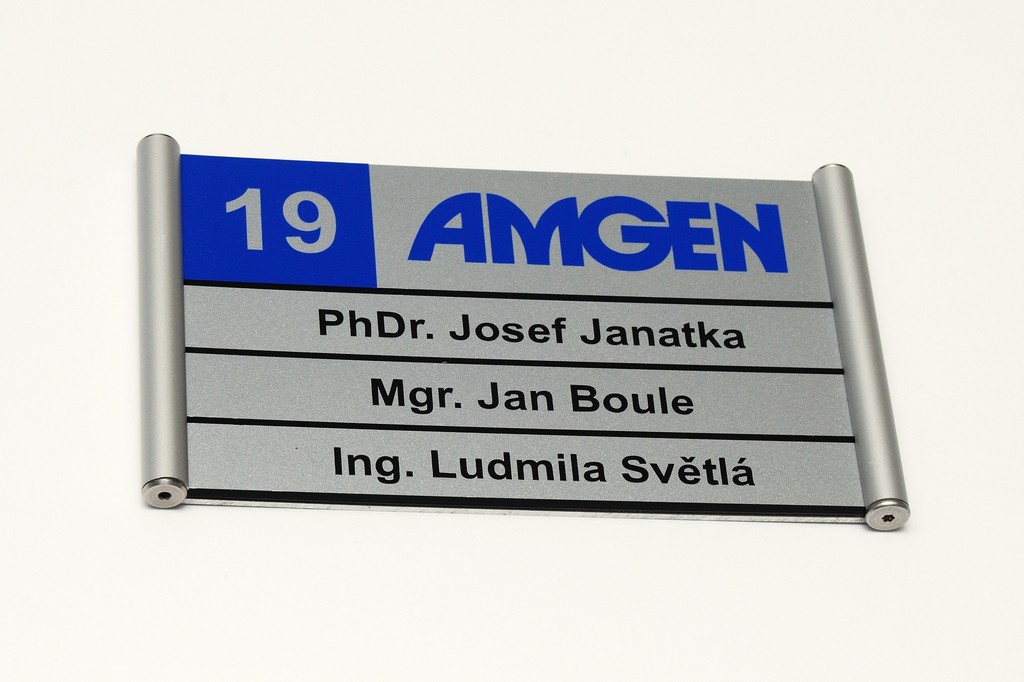 19 AMGEN
PhDr. Josef Janatka
Mgr. Jan Boule
Ing. Ludmila Světlá